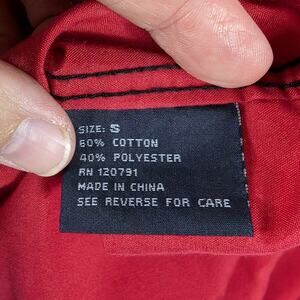 SIZE: S
60% COTTON
40% POLYESTER
RN 120791
MADE IN CHINA
SEE REVERSE FOR CARE